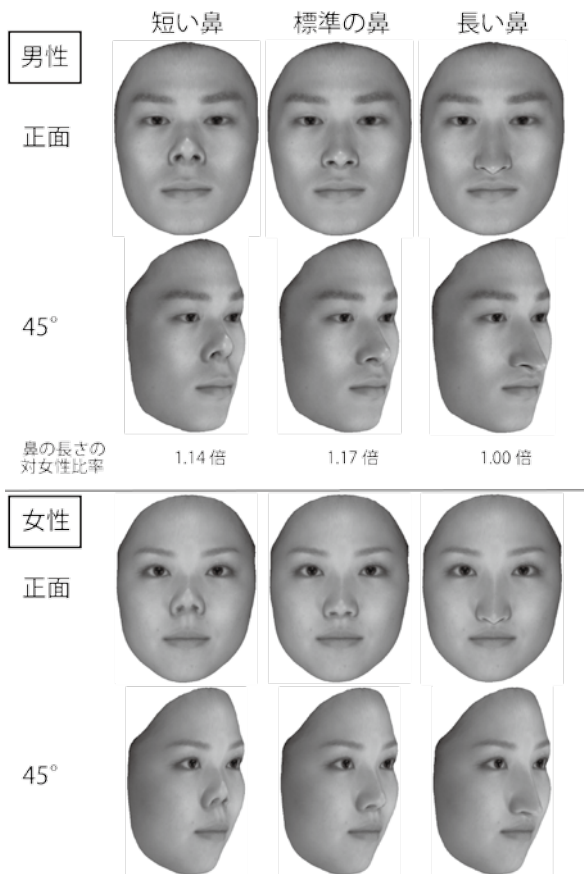 短い鼻 標準の鼻 長い鼻
男性
正面
45°
鼻の長さの
対女性比率
1.14 倍 1.17 倍 1.00 倍
女性
正面
45°